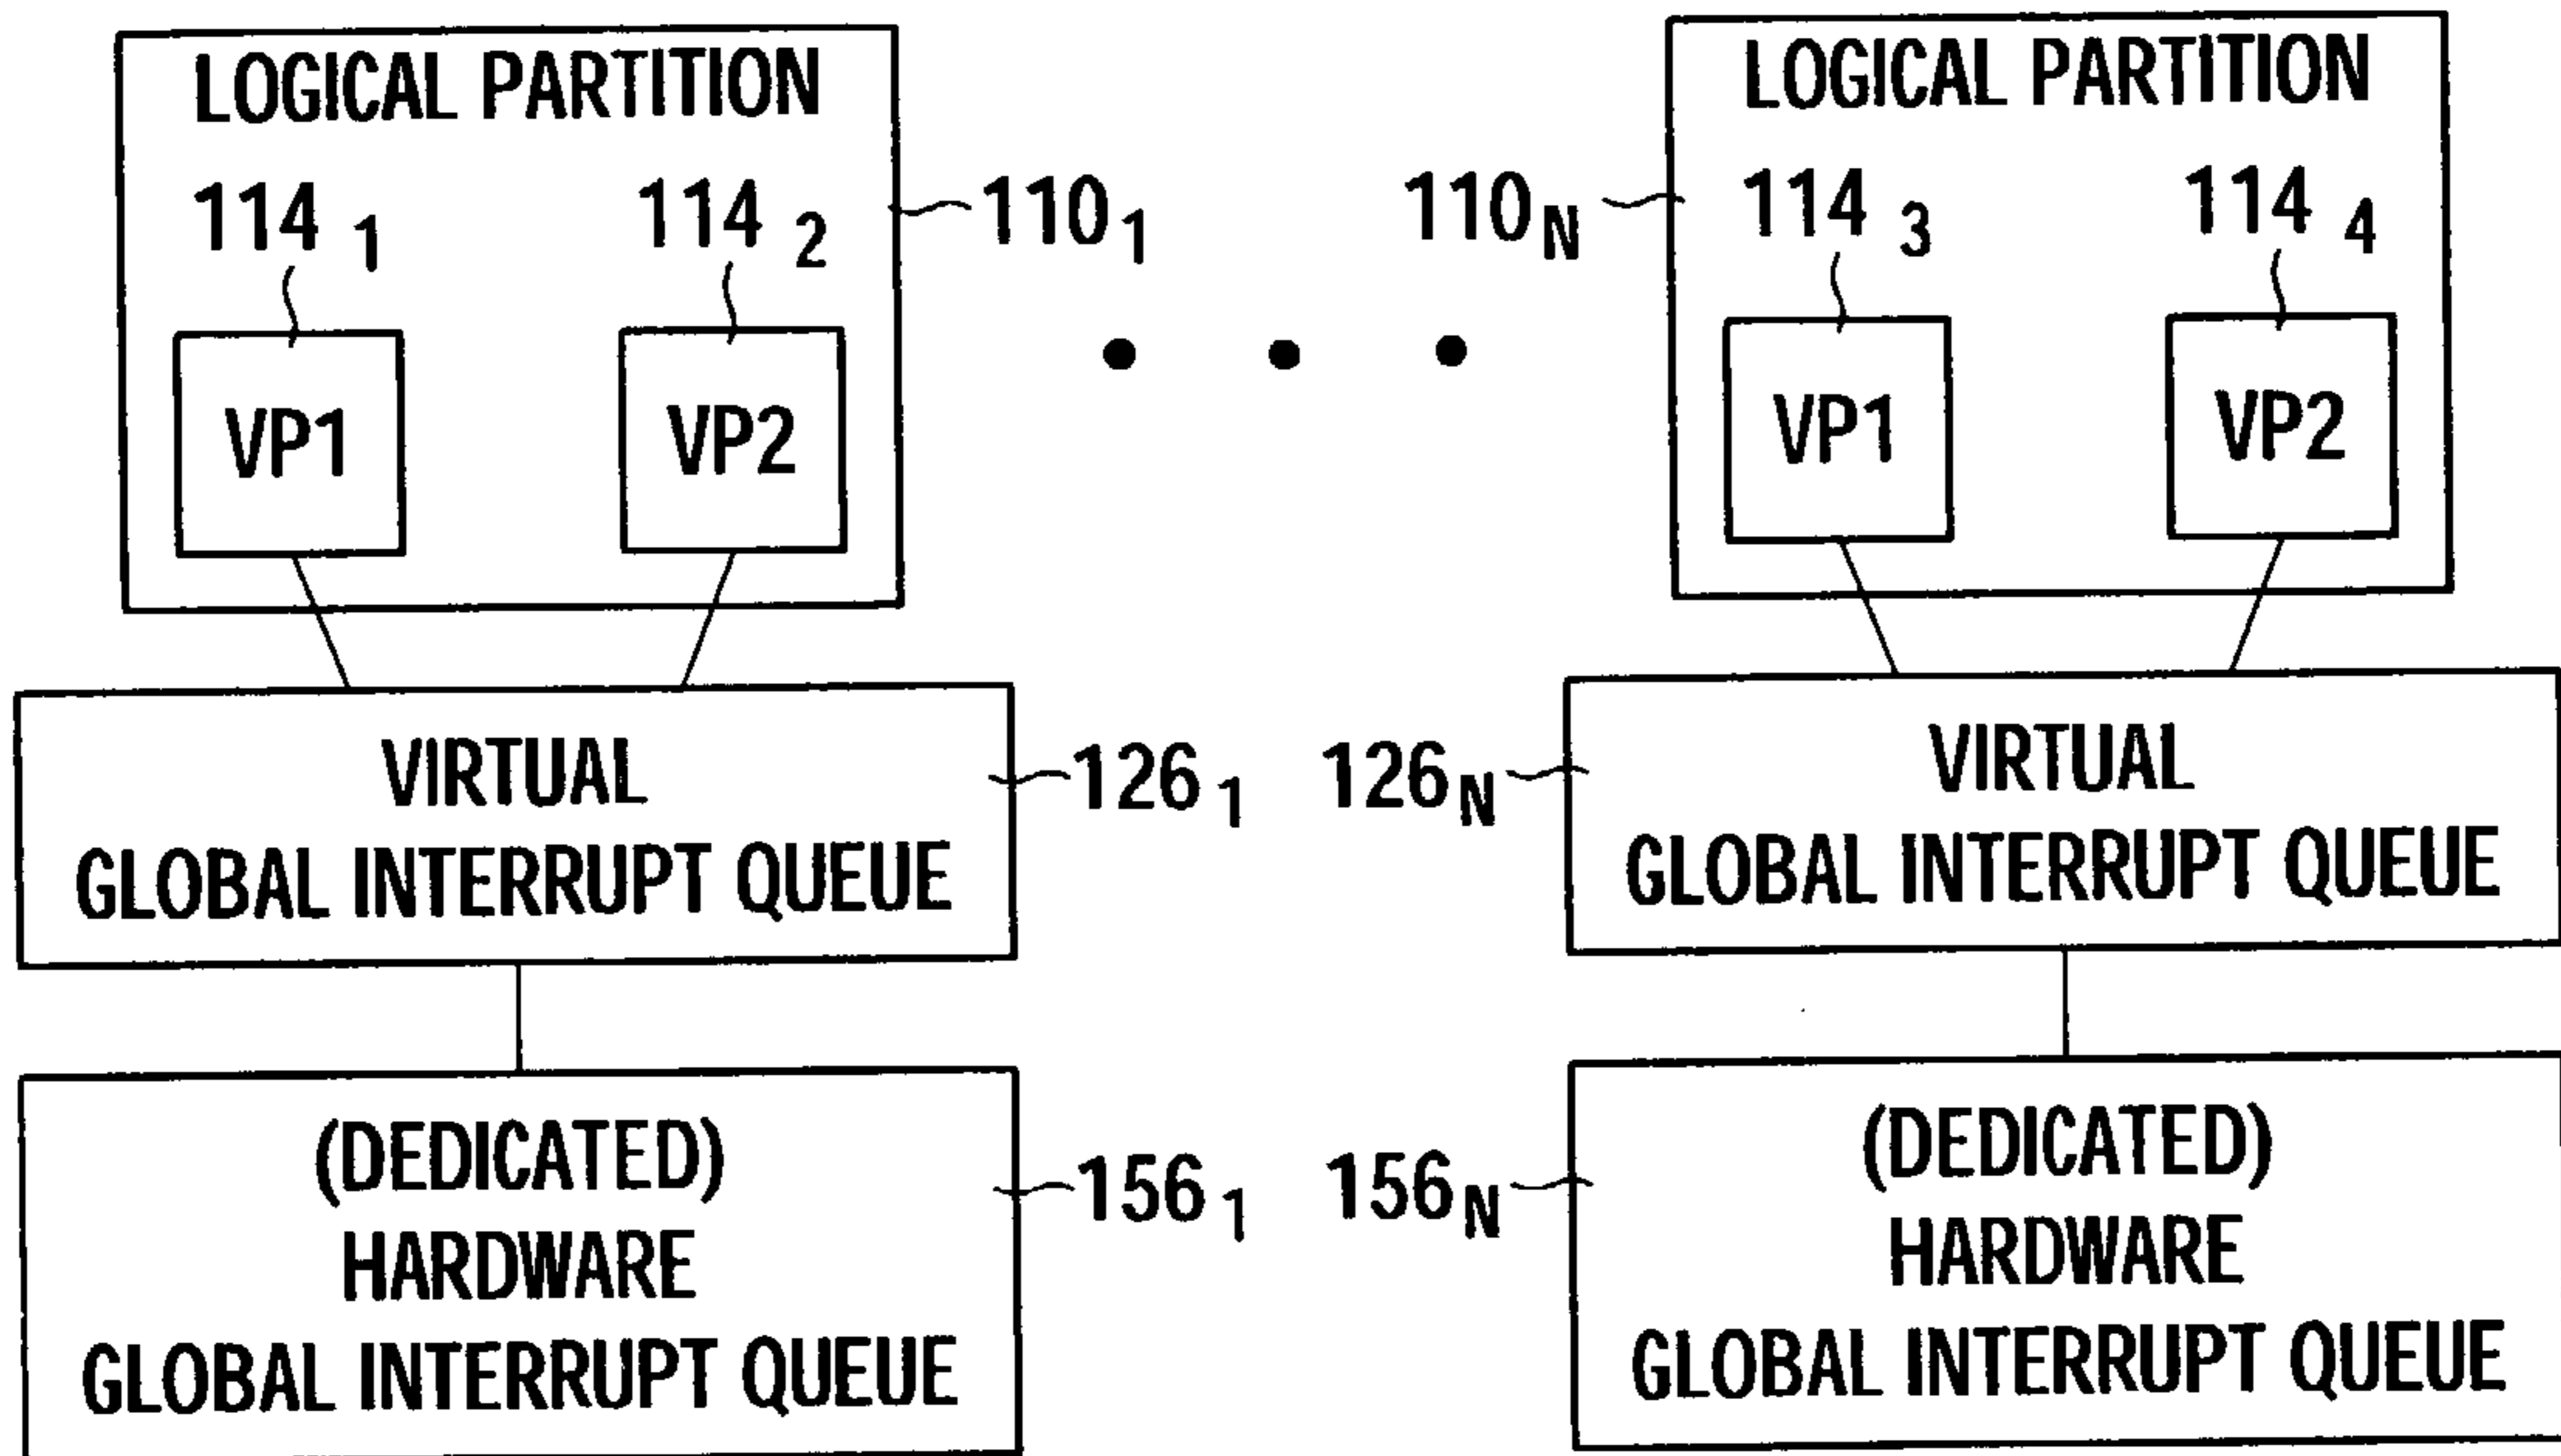 LOGICAL PARTITION
114 1
114 2
110 1
VP1
VP2
VIRTUAL
GLOBAL INTERRUPT QUEUE
126 1
(DEDICATED)
HARDWARE
GLOBAL INTERRUPT QUEUE
156 1
LOGICAL PARTITION
110 N
114 3
114 4
VP1
VP2
126 N
VIRTUAL
GLOBAL INTERRUPT QUEUE
156 N
(DEDICATED)
HARDWARE
GLOBAL INTERRUPT QUEUE